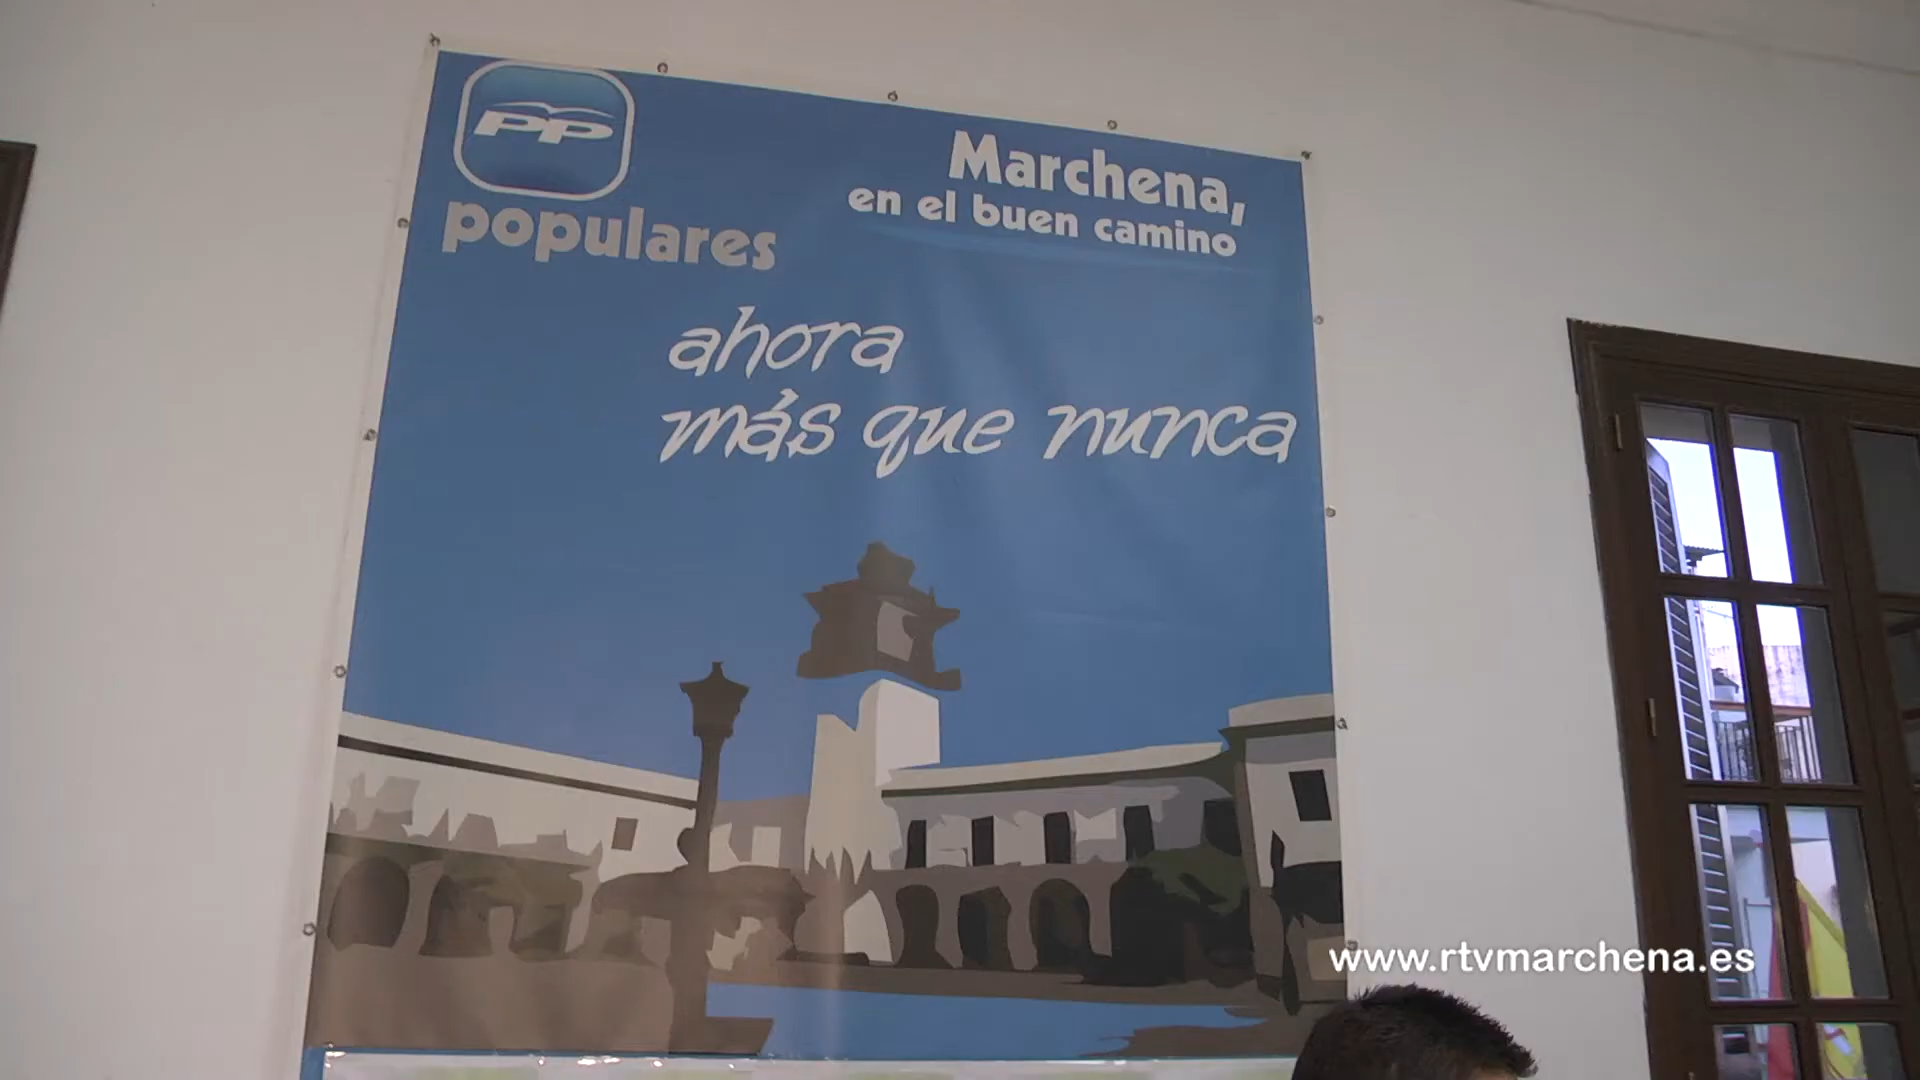 PP
populares
Marchena,
en el buen camino
ahora
más que nunca
www.rtvmarchena.es